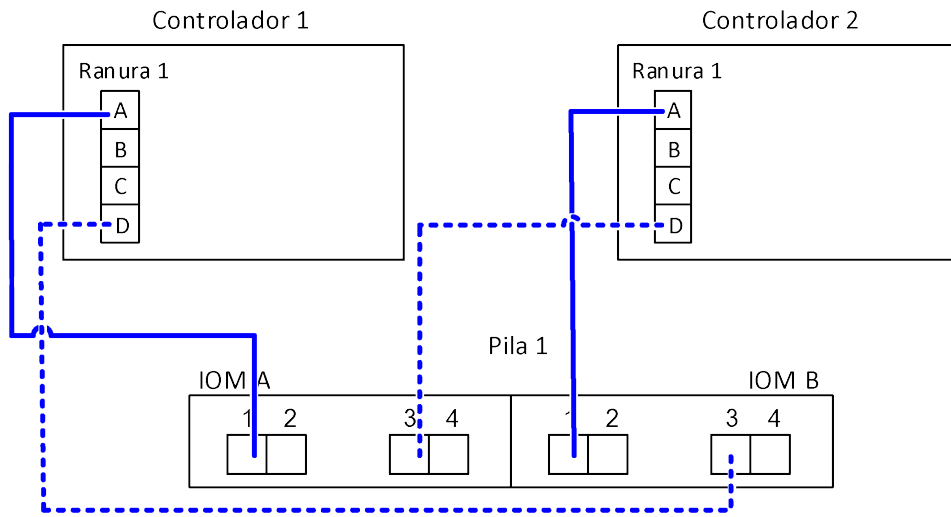 Controlador 1
Controlador 2
Ranura 1
Ranura 1
A
B
C
D
A
B
C
D
Pila 1
IOM A
IOM B
1 2 3 4
1 2 3 4